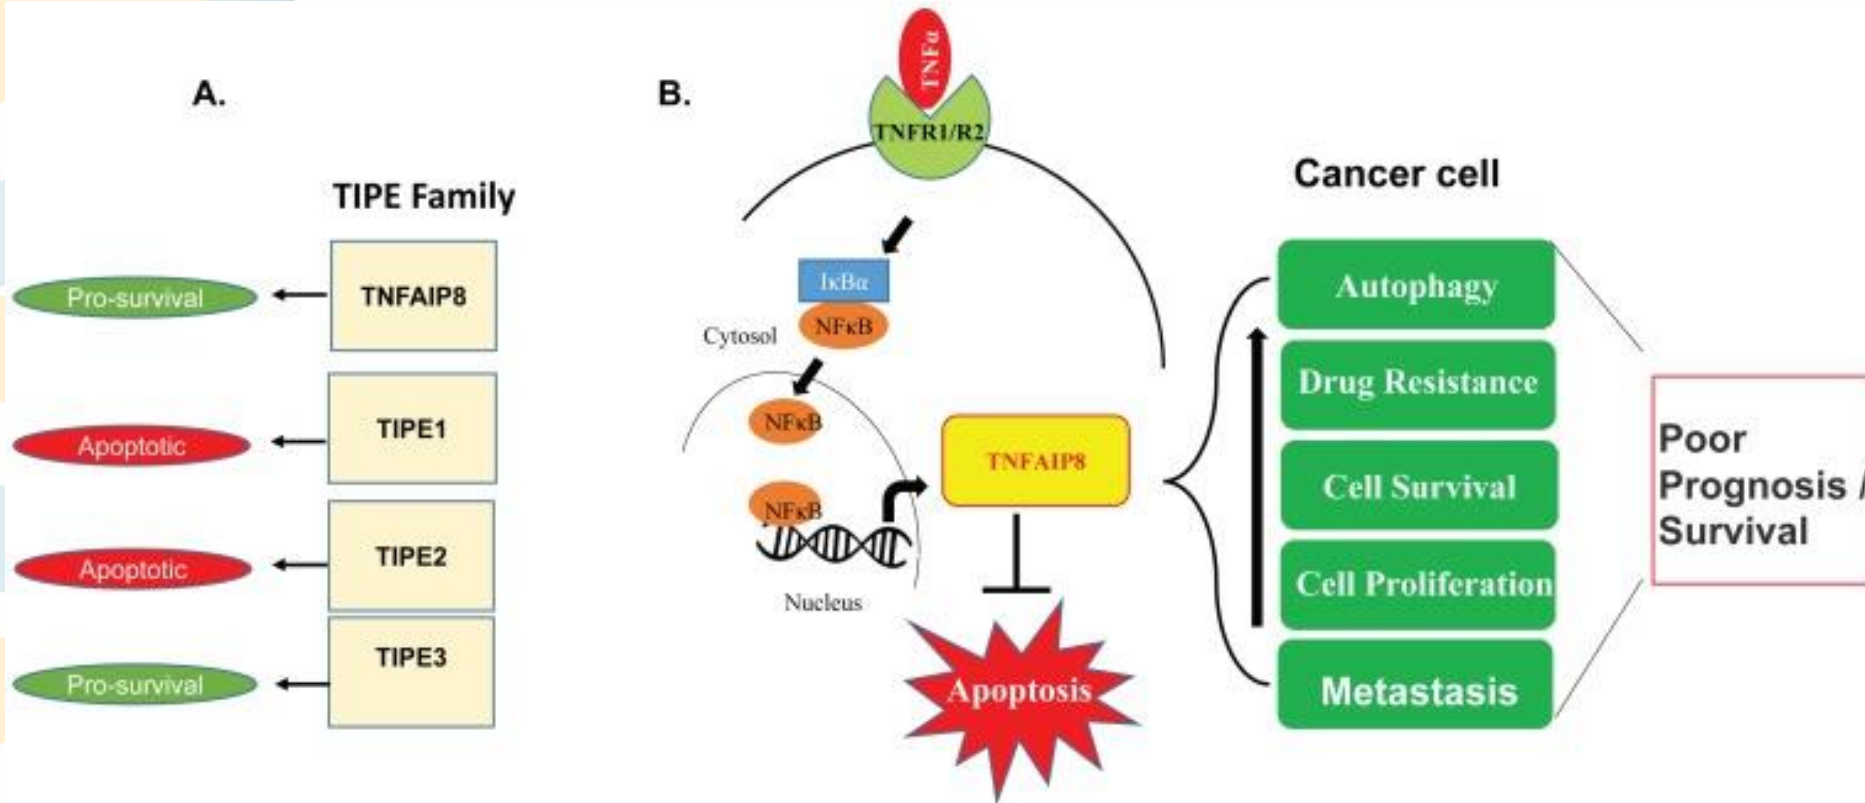 A.
TIPE Family
Pro-survival
TNFAIP8
Apoptotic
TIPE1
Apoptotic
TIPE2
Pro-survival
TIPE3
B.
TNFα
TNFR1/R2
IκBα
NFκB
Cytosol
NFκB
NFκB
Nucleus
TNFAIP8
Apoptosis
Cancer cell
Autophagy
Drug Resistance
Cell Survival
Cell Proliferation
Metastasis
Poor
Prognosis /
Survival